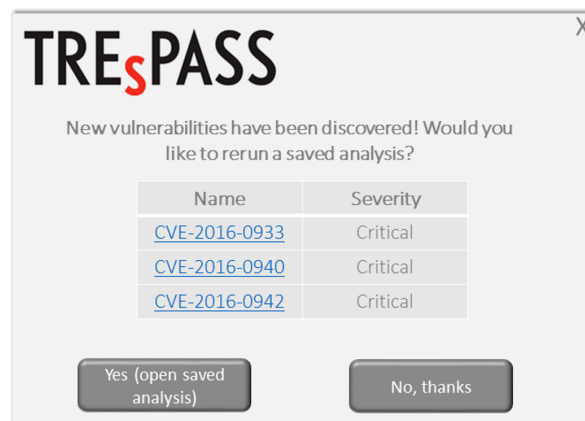 X
TREsPASS
New vulnerabilities have been discovered! Would you
like to rerun a saved analysis?
Name Severity
CVE-2016-0933 Critical
CVE-2016-0940 Critical
CVE-2016-0942 Critical
Yes (open saved
analysis)
No, thanks